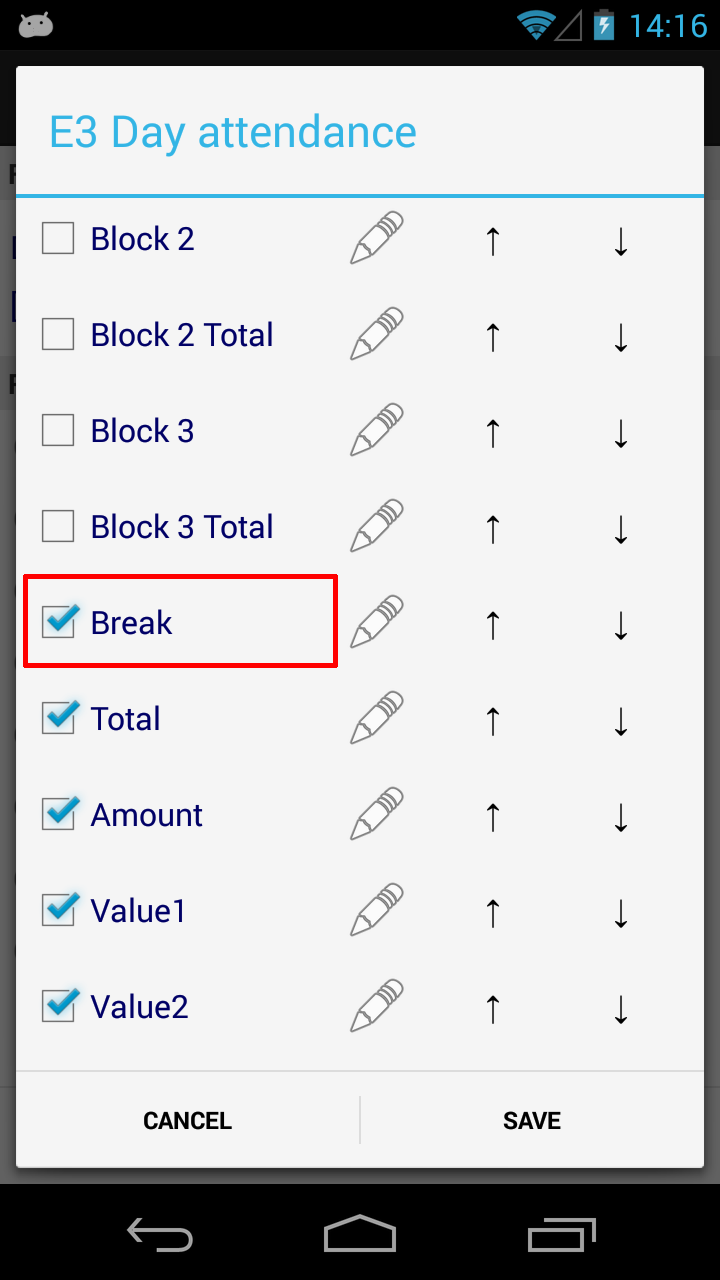 14:16
E3 Day attendance
Block 2 ↑ ↓
Block 2 Total ↑ ↓
Block 3 ↑ ↓
Block 3 Total ↑ ↓
Break ↑ ↓
Total ↑ ↓
Amount ↑ ↓
Value1 ↑ ↓
Value2 ↑ ↓
CANCEL SAVE